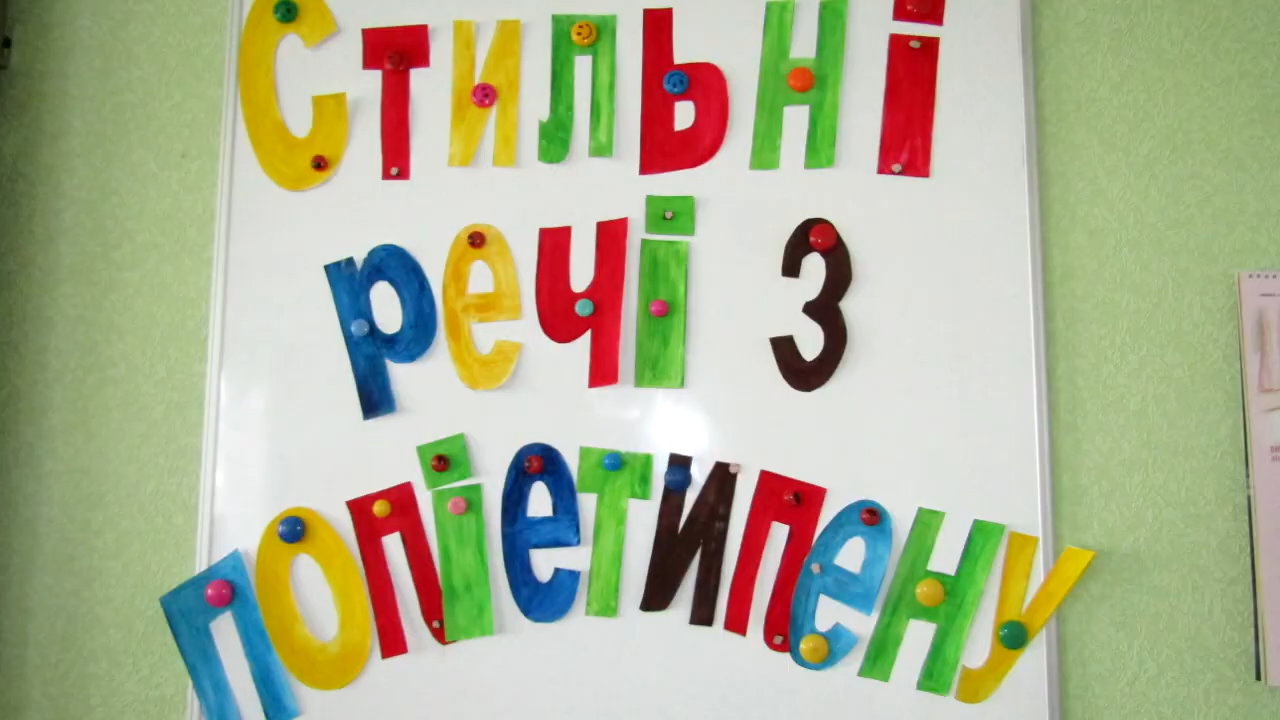 Стильні
речі з
поліетилену